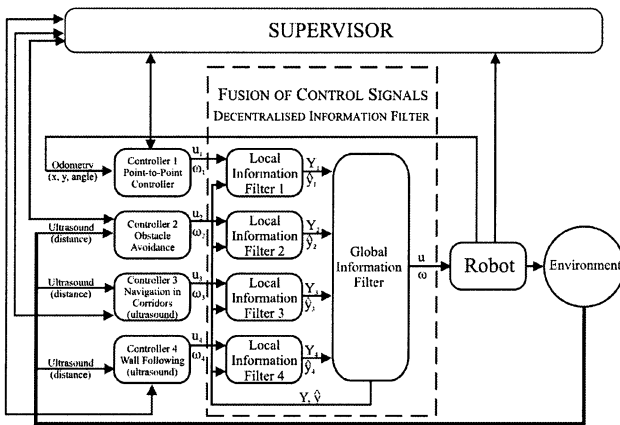 SUPERVISOR
FUSION OF CONTROL SIGNALS
DECENTRALISED INFORMATION FILTER
Odometry
(x, y, angle)
Controller 1
Point-to-Point
Controller
u₁
ω₁
Local
Information
Filter 1
Y₁
ŷ₁
Ultrasound
(distance)
Controller 2
Obstacle
Avoidance
u₂
ω₂
Local
Information
Filter 2
Y₂
ŷ₂
Ultrasound
(distance)
Controller 3
Navigation in
Corridors
(ultrasound)
u₃
ω₃
Local
Information
Filter 3
Y₃
ŷ₃
Ultrasound
(distance)
Controller 4
Wall Following
(ultrasound)
u₄
ω₄
Local
Information
Filter 4
Y₄
ŷ₄
Global
Information
Filter
u
ω
Robot
Environment
Y, ŷ